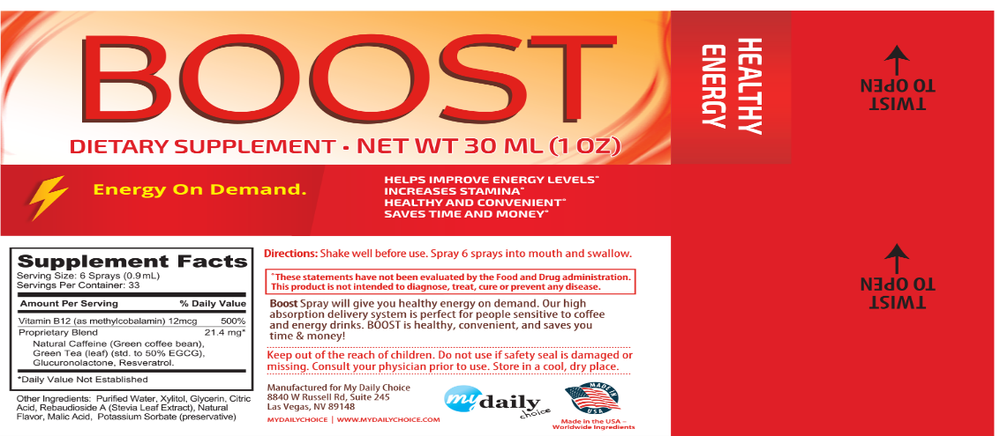 BOOST
DIETARY SUPPLEMENT • NET WT 30 ML (1 OZ)
HEALTHY
ENERGY
TWIST
TO OPEN
Energy On Demand.
HELPS IMPROVE ENERGY LEVELS*
INCREASES STAMINA*
HEALTHY AND CONVENIENT*
SAVES TIME AND MONEY*
Supplement Facts
Serving Size: 6 Sprays (0.9mL)
Servings Per Container: 33
Amount Per Serving % Daily Value
Vitamin B12 (as methylcobalamin) 12mcg 500%
Proprietary Blend 21.4 mg*
Natural Caffeine (Green coffee bean),
Green Tea (leaf) (std. to 50% EGCG),
Glucuronolactone, Resveratrol.
*Daily Value Not Established
Other Ingredients: Purified Water, Xylitol, Glycerin, Citric
Acid, Rebaudioside A (Stevia Leaf Extract), Natural
Flavor, Malic Acid, Potassium Sorbate (preservative)
Directions: Shake well before use. Spray 6 sprays into mouth and swallow.
*These statements have not been evaluated by the Food and Drug administration.
This product is not intended to diagnose, treat, cure or prevent any disease.
Boost Spray will give you healthy energy on demand. Our high
absorption delivery system is perfect for people sensitive to coffee
and energy drinks. BOOST is healthy, convenient, and saves you
time & money!
Keep out of the reach of children. Do not use if safety seal is damaged or
missing. Consult your physician prior to use. Store in a cool, dry place.
Manufactured for My Daily Choice
8840 W Russell Rd, Suite 245
Las Vegas, NV 89148
MYDAILYCHOICE | WWW.MYDAILYCHOICE.COM
my daily
choice
MADE IN
USA
Made in the USA –
Worldwide Ingredients
TWIST
TO OPEN